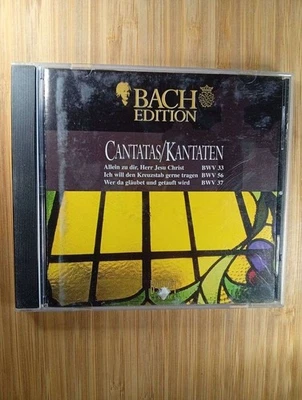 BACH
EDITION
CANTATAS/KANTATEN
Allein zu dir, Herr Jesu Christ BWV 33
Ich will den Kreuzstab gerne tragen BWV 56
Wer da gläubet und getauft wird BWV 37